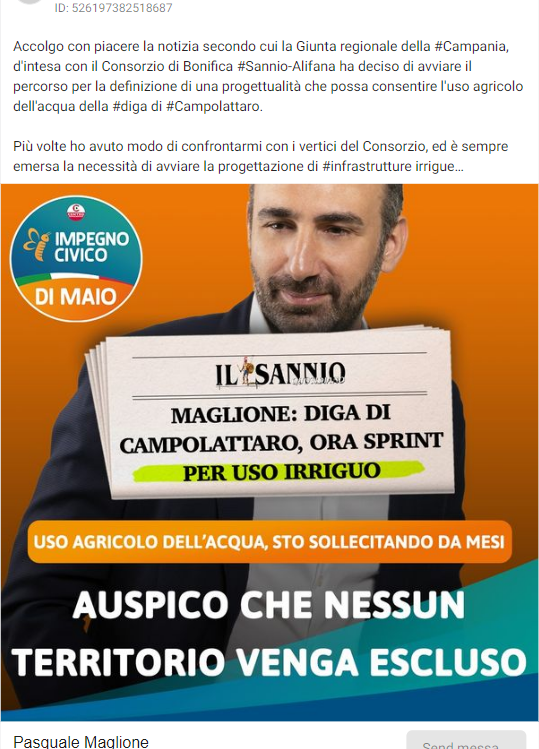 ID: 526197382518687
Accolgo con piacere la notizia secondo cui la Giunta regionale della #Campania,
d'intesa con il Consorzio di Bonifica #Sannio-Alifana ha deciso di avviare il
percorso per la definizione di una progettualità che possa consentire l'uso agricolo
dell'acqua della #diga di #Campolattaro.
Più volte ho avuto modo di confrontarmi con i vertici del Consorzio, ed è sempre
emersa la necessità di avviare la progettazione di #infrastrutture irrigue…
IMPEGNO
CIVICO
DI MAIO
IL SANNIO
MAGLIONE: DIGA DI
CAMPOLATTARO, ORA SPRINT
PER USO IRRIGUO
USO AGRICOLO DELL'ACQUA, STO SOLLECITANDO DA MESI
AUSPICO CHE NESSUN
TERRITORIO VENGA ESCLUSO
Pasquale Maglione
Send messa...